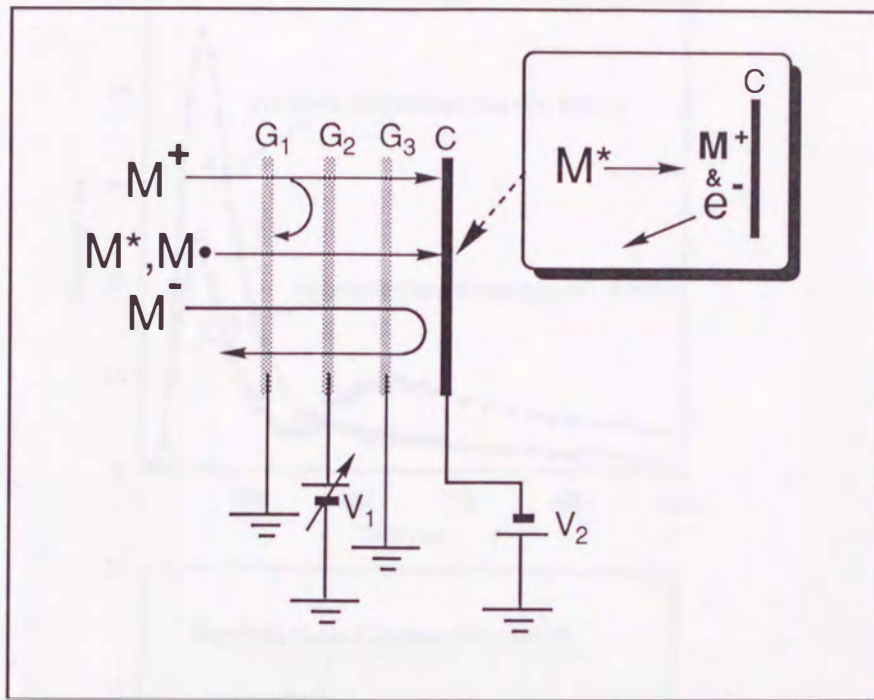 C
G₁ G₂ G₃ C
M⁺
M* M⁺
&
e⁻
M*,M•
M⁻
V₁
V₂